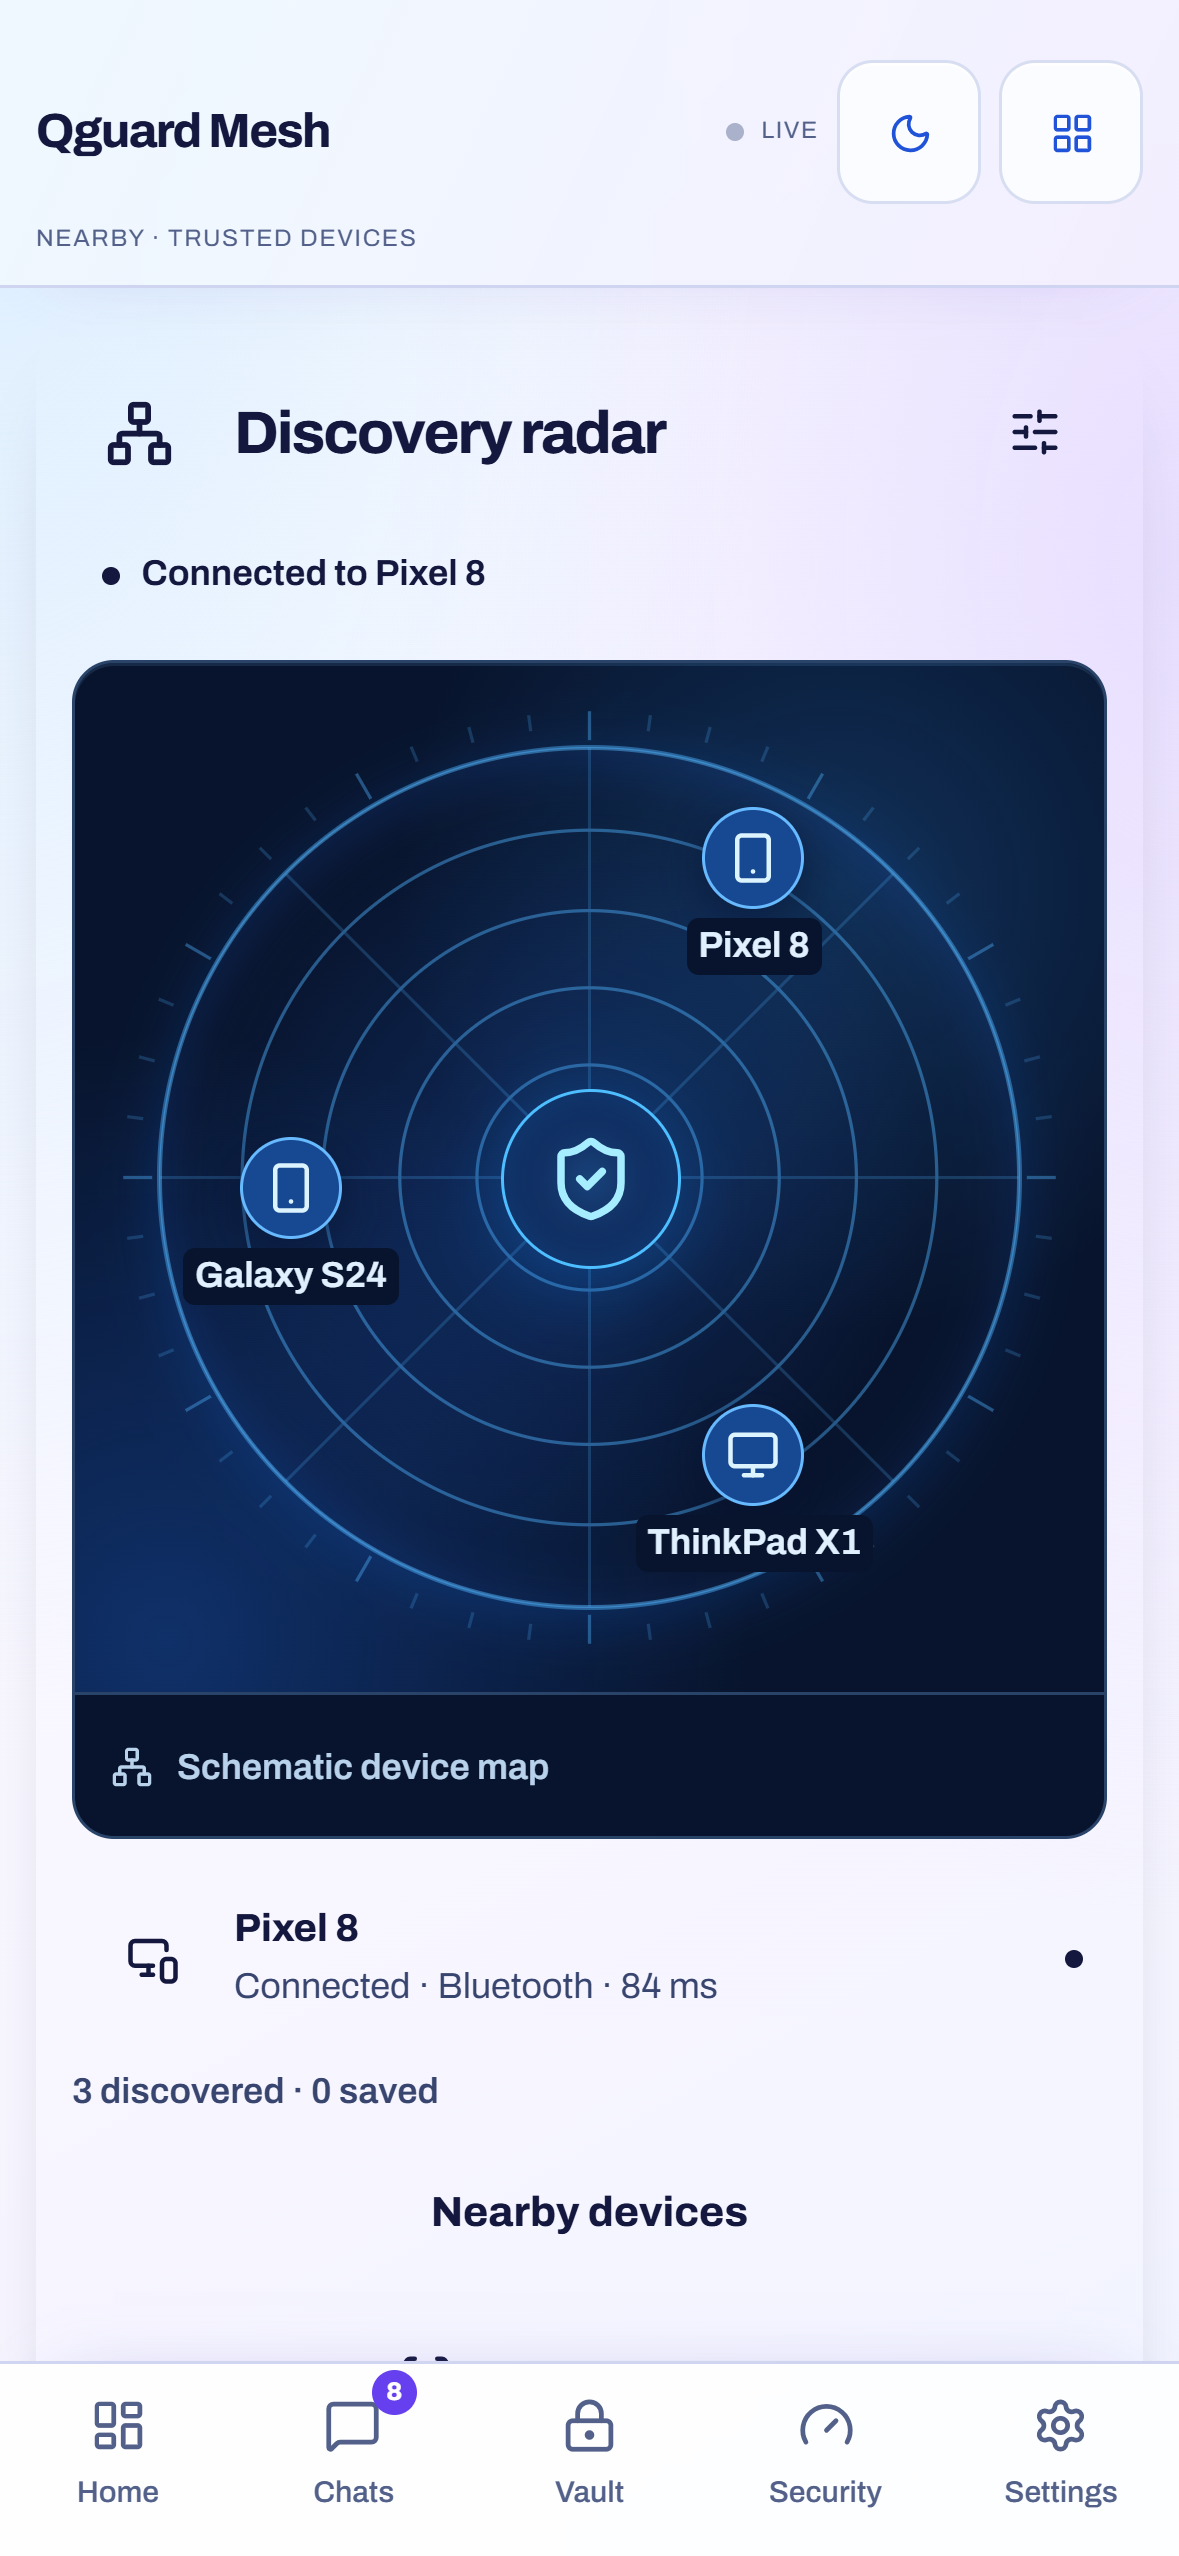 Qguard Mesh
LIVE
NEARBY · TRUSTED DEVICES
Discovery radar
Connected to Pixel 8
Pixel 8
Galaxy S24
ThinkPad X1
Schematic device map
Pixel 8
Connected · Bluetooth · 84 ms
3 discovered · 0 saved
Nearby devices
8
Home
Chats
Vault
Security
Settings